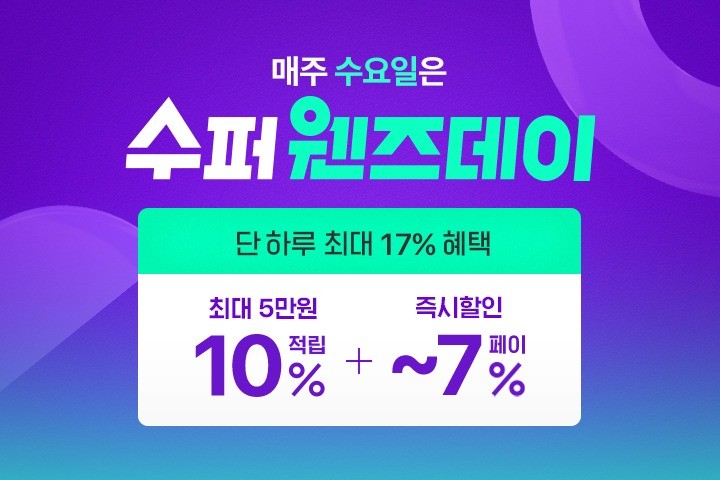 매주 수요일은
수퍼 웬즈데이
단 하루 최대 17% 혜택
최대 5만원
10% 적립
+
즉시할인
~7% 페이